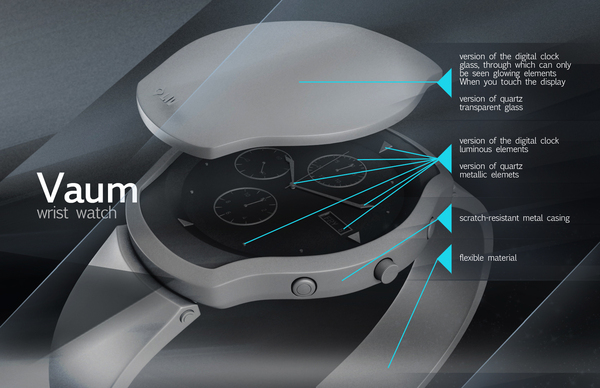 version of the digital clock
glass, through which can only
be seen glowing elements
When you touch the display
version of quartz
transparent glass
version of the digital clock
luminous elements
version of quartz
metallic elemets
Vaum
wrist watch
scratch-resistant metal casing
flexible material